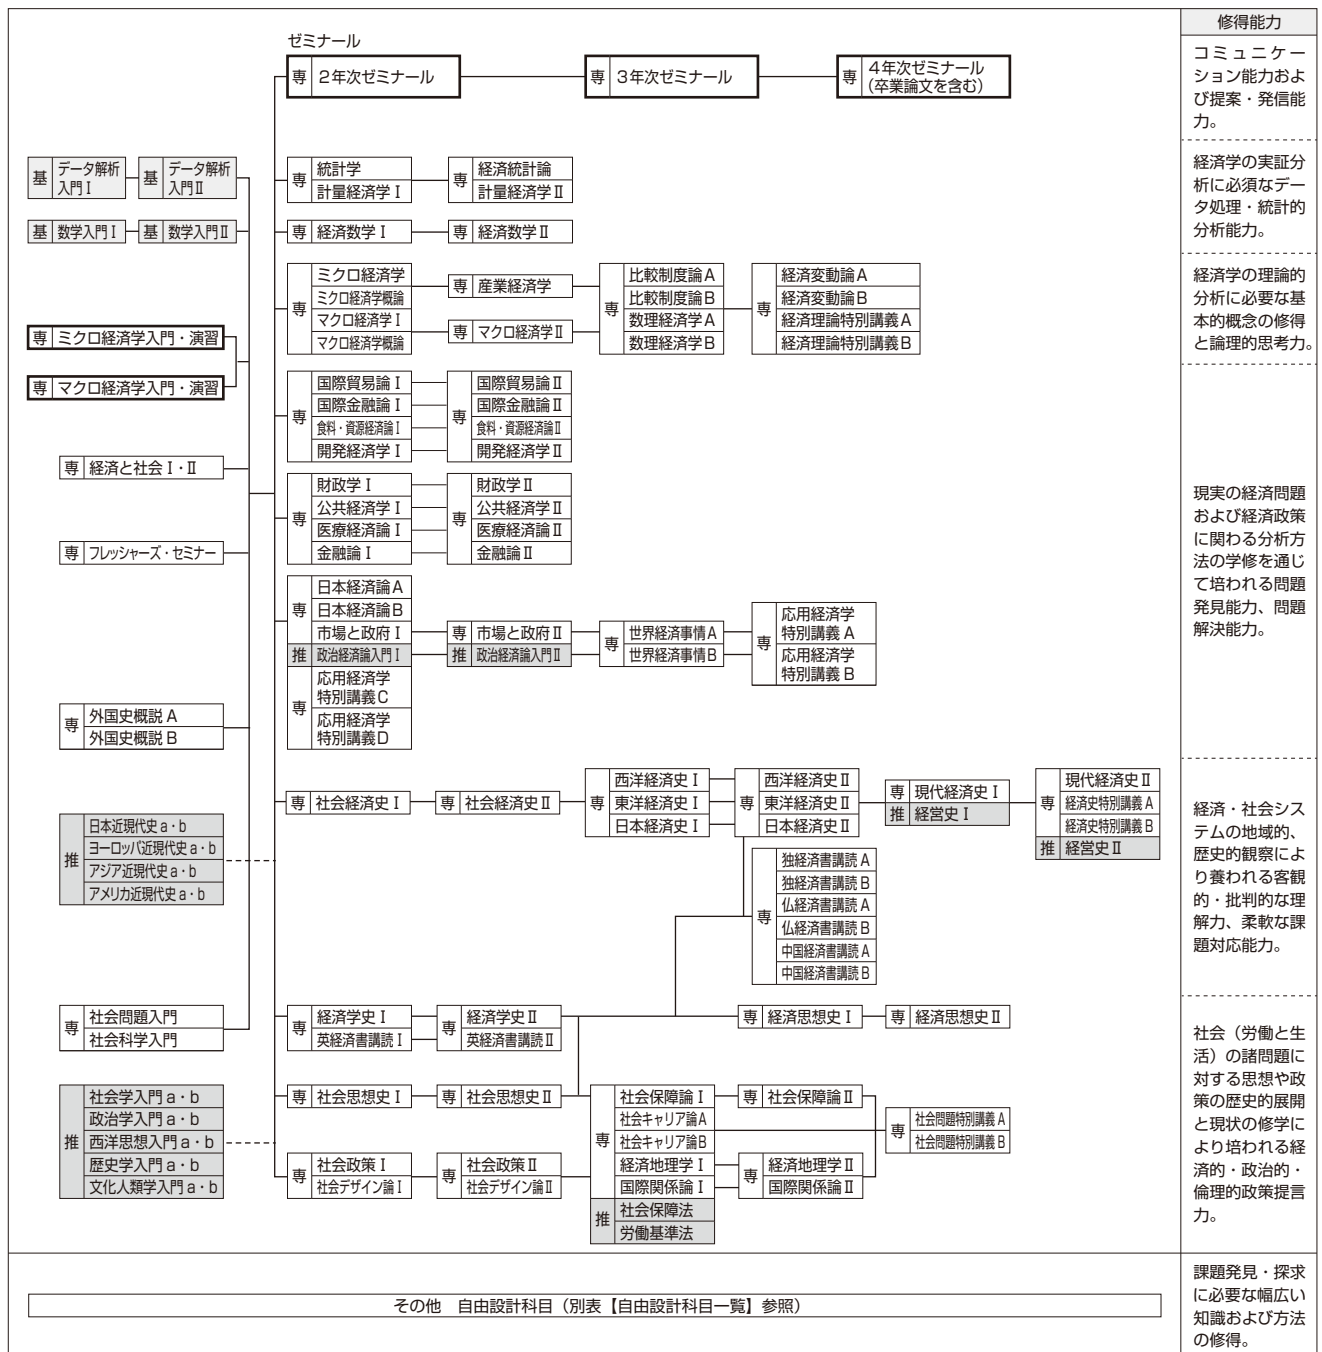 修得能力
ゼミナール
専 2年次ゼミナール
専 3年次ゼミナール
専 4年次ゼミナール
(卒業論文を含む)
コミュニケー
ション能力およ
び提案・発信能
力。
基 データ解析
入門Ⅰ
基 データ解析
入門Ⅱ
専 統計学
計量経済学Ⅰ
専 経済統計論
計量経済学Ⅱ
基 数学入門Ⅰ
基 数学入門Ⅱ
専 経済数学Ⅰ
専 経済数学Ⅱ
経済学の実証分
析に必須なデー
タ処理・統計的
分析能力。
専 ミクロ経済学入門・演習
専 マクロ経済学入門・演習
専 ミクロ経済学
ミクロ経済学概論
マクロ経済学Ⅰ
マクロ経済学概論
専 産業経済学
専 マクロ経済学Ⅱ
専 比較制度論A
比較制度論B
数理経済学A
数理経済学B
専 経済変動論A
経済変動論B
経済理論特別講義A
経済理論特別講義B
経済学の理論的
分析に必要な基
本的概念の修得
と論理的思考力。
専 経済と社会Ⅰ・Ⅱ
専 フレッシャーズ・セミナー
専 国際貿易論Ⅰ
国際金融論Ⅰ
食料・資源経済論Ⅰ
開発経済学Ⅰ
専 国際貿易論Ⅱ
国際金融論Ⅱ
食料・資源経済論Ⅱ
開発経済学Ⅱ
専 財政学Ⅰ
公共経済学Ⅰ
医療経済論Ⅰ
金融論Ⅰ
専 財政学Ⅱ
公共経済学Ⅱ
医療経済論Ⅱ
金融論Ⅱ
専 日本経済論A
日本経済論B
市場と政府Ⅰ
推 政治経済論入門Ⅰ
専 応用経済学
特別講義C
応用経済学
特別講義D
専 市場と政府Ⅱ
推 政治経済論入門Ⅱ
専 世界経済事情A
世界経済事情B
専 応用経済学
特別講義A
応用経済学
特別講義B
現実の経済問題
および経済政策
に関わる分析方
法の学修を通じ
て培われる問題
発見能力、問題
解決能力。
専 外国史概説A
外国史概説B
推 日本近現代史a・b
ヨーロッパ近現代史a・b
アジア近現代史a・b
アメリカ近現代史a・b
専 社会経済史Ⅰ
専 社会経済史Ⅱ
専 西洋経済史Ⅰ
東洋経済史Ⅰ
日本経済史Ⅰ
専 西洋経済史Ⅱ
東洋経済史Ⅱ
日本経済史Ⅱ
専 現代経済史Ⅰ
推 経営史Ⅰ
専 現代経済史Ⅱ
経済史特別講義A
経済史特別講義B
推 経営史Ⅱ
専 独経済書講読A
独経済書講読B
仏経済書講読A
仏経済書講読B
中国経済書講読A
中国経済書講読B
経済・社会シス
テムの地域的、
歴史的観察によ
り養われる客観
的・批判的な理
解力、柔軟な課
題対応能力。
専 社会問題入門
社会科学入門
推 社会学入門a・b
政治学入門a・b
西洋思想入門a・b
歴史学入門a・b
文化人類学入門a・b
専 経済学史Ⅰ
英経済書講読Ⅰ
専 経済学史Ⅱ
英経済書講読Ⅱ
専 経済思想史Ⅰ
専 経済思想史Ⅱ
専 社会思想史Ⅰ
専 社会思想史Ⅱ
専 社会政策Ⅰ
社会デザイン論Ⅰ
専 社会政策Ⅱ
社会デザイン論Ⅱ
専 社会保障論Ⅰ
社会キャリア論A
社会キャリア論B
経済地理学Ⅰ
国際関係論Ⅰ
推 社会保障法
労働基準法
専 社会保障論Ⅱ
専 経済地理学Ⅱ
国際関係論Ⅱ
専 社会問題特別講義A
社会問題特別講義B
社会(労働と生
活)の諸問題に
対する思想や政
策の歴史的展開
と現状の修学に
より培われる経
済的・政治的・
倫理的政策提言
力。
その他 自由設計科目(別表【自由設計科目一覧】参照)
課題発見・探求
に必要な幅広い
知識および方法
の修得。